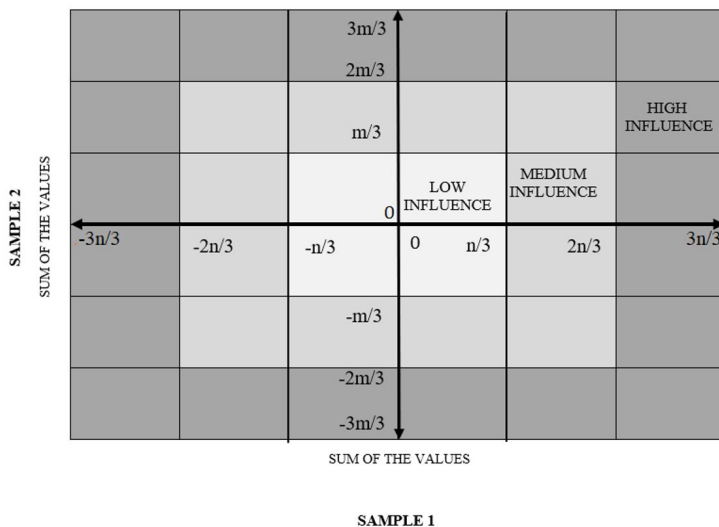 3m/3
2m/3
HIGH
INFLUENCE
m/3
MEDIUM
INFLUENCE
LOW
INFLUENCE
0
SAMPLE 2
SUM OF THE VALUES
-3n/3
-2n/3
-n/3
0
n/3
2n/3
3n/3
-m/3
-2m/3
-3m/3
SUM OF THE VALUES
SAMPLE 1